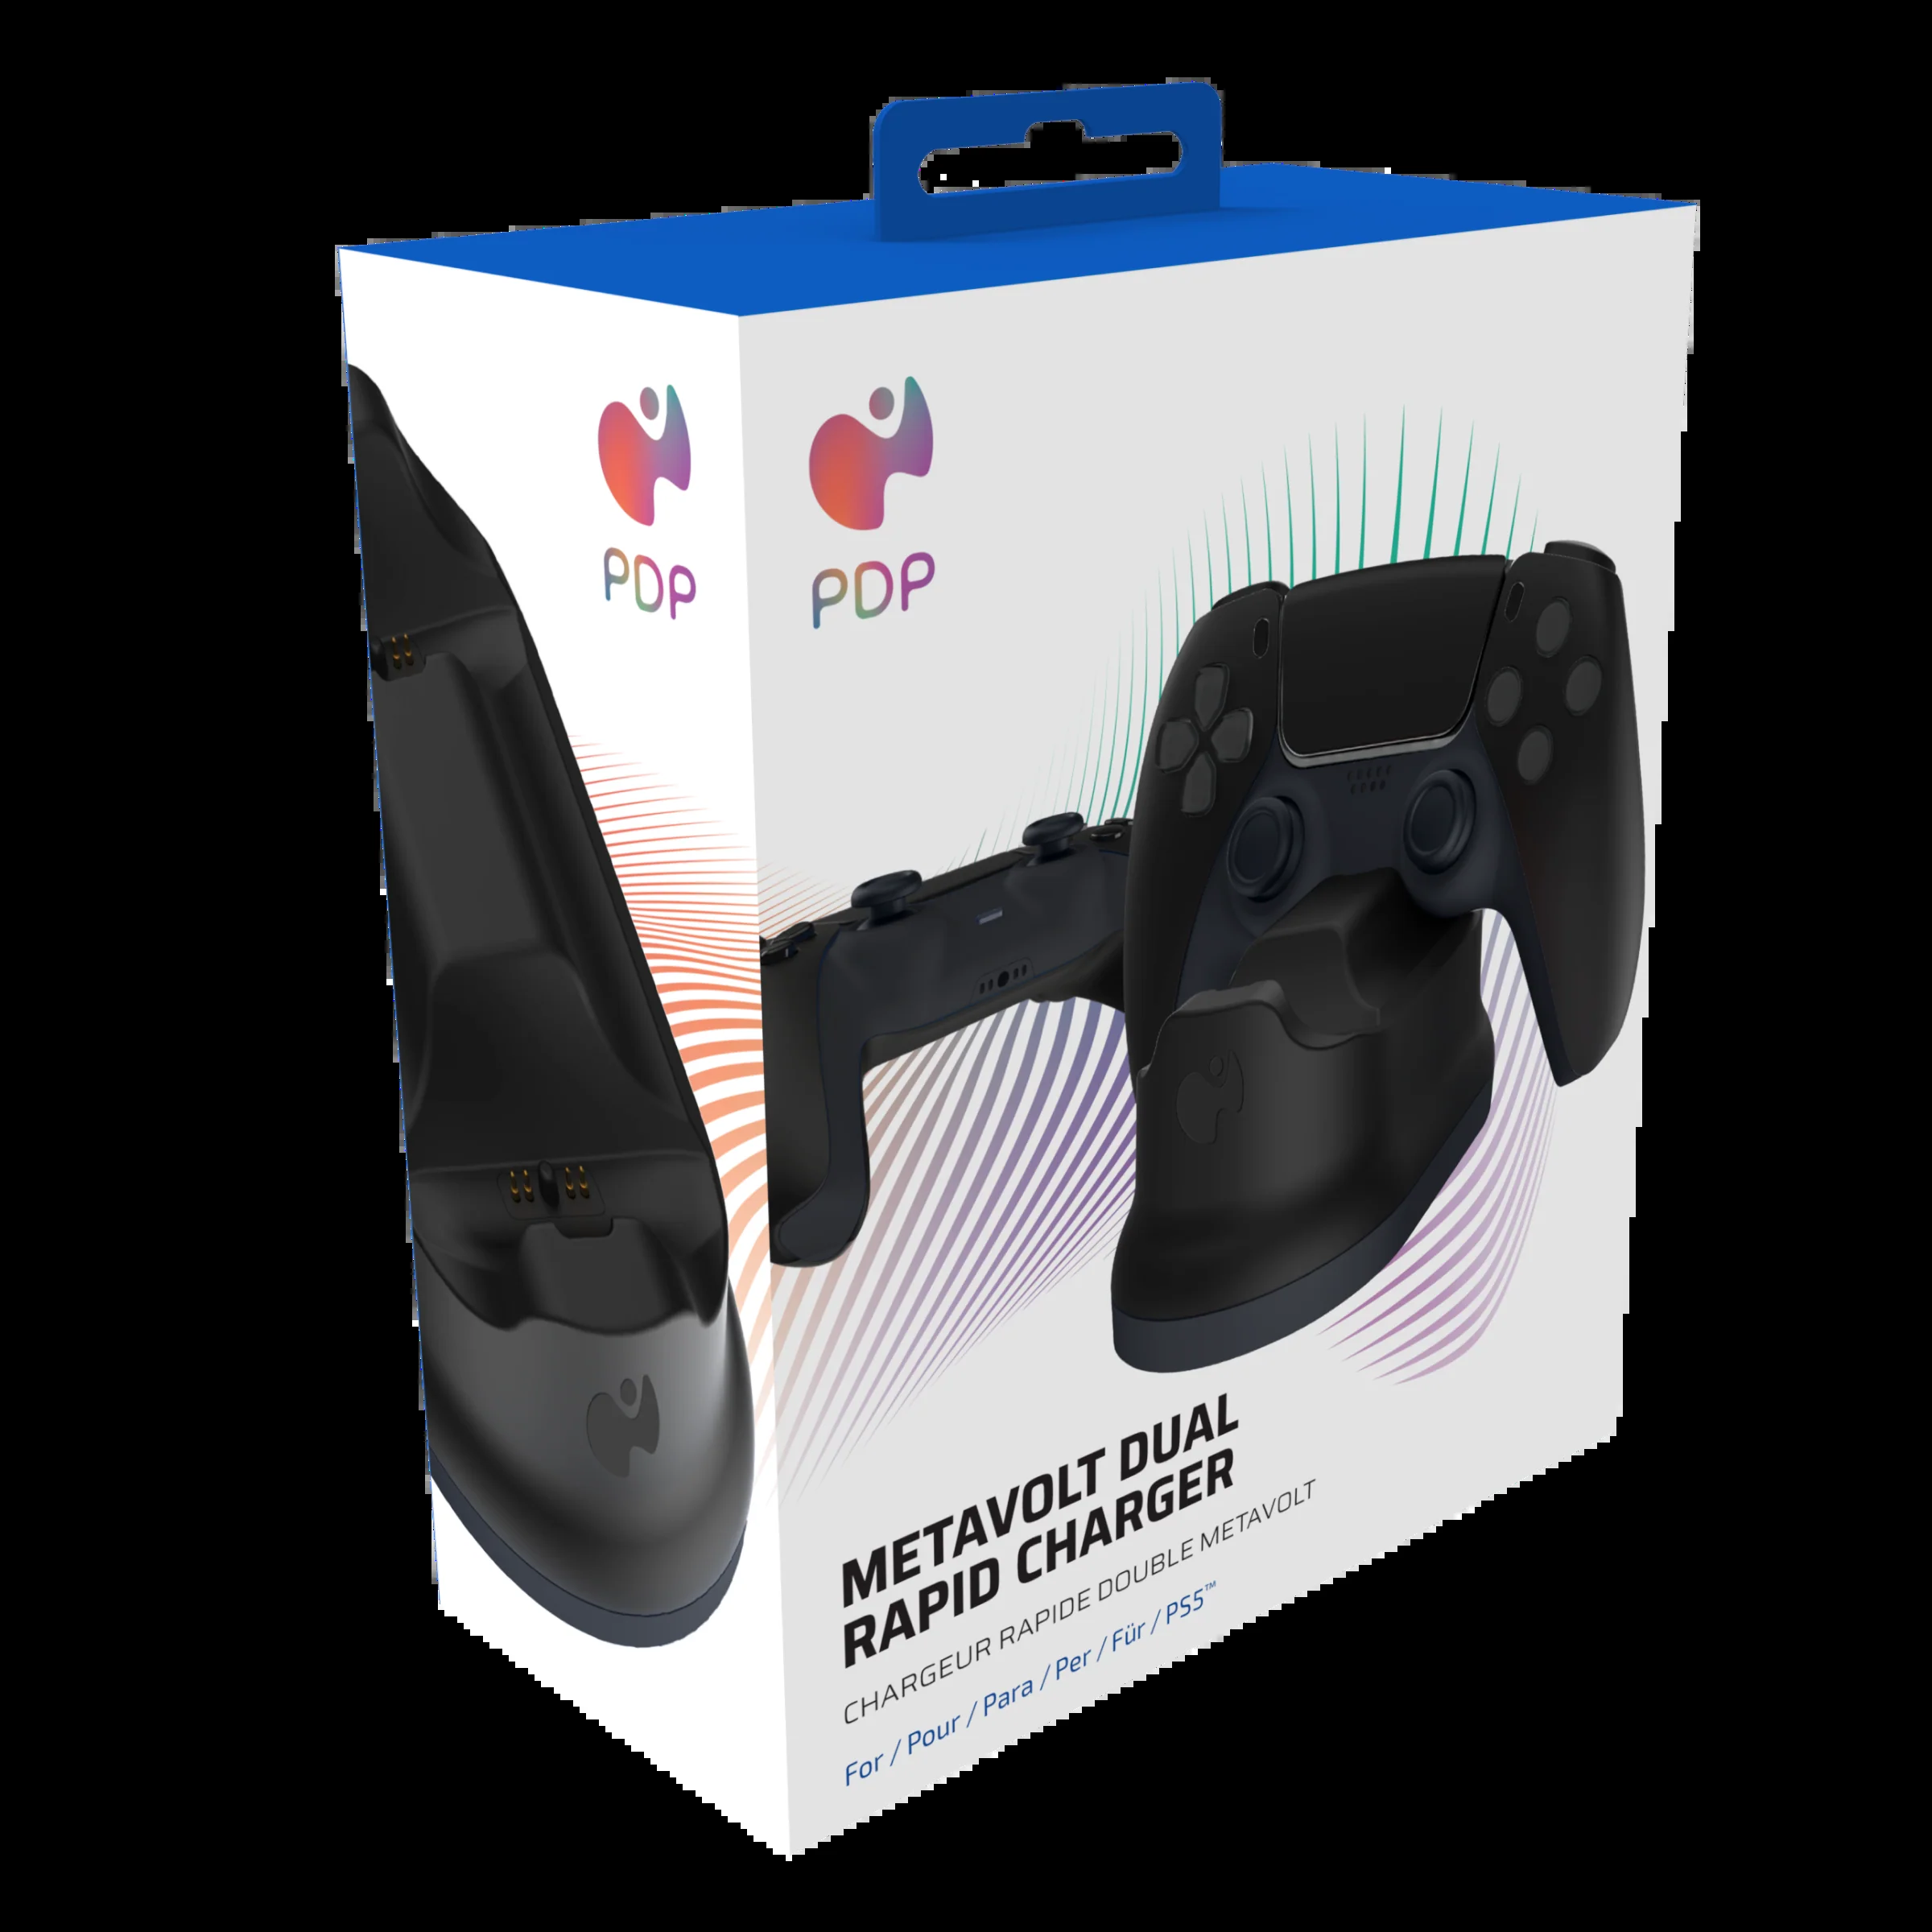 PDP
PDP
METAVOLT DUAL
RAPID CHARGER
CHARGEUR RAPIDE DOUBLE METAVOLT
For / Pour / Para / Per / Für / PS5™